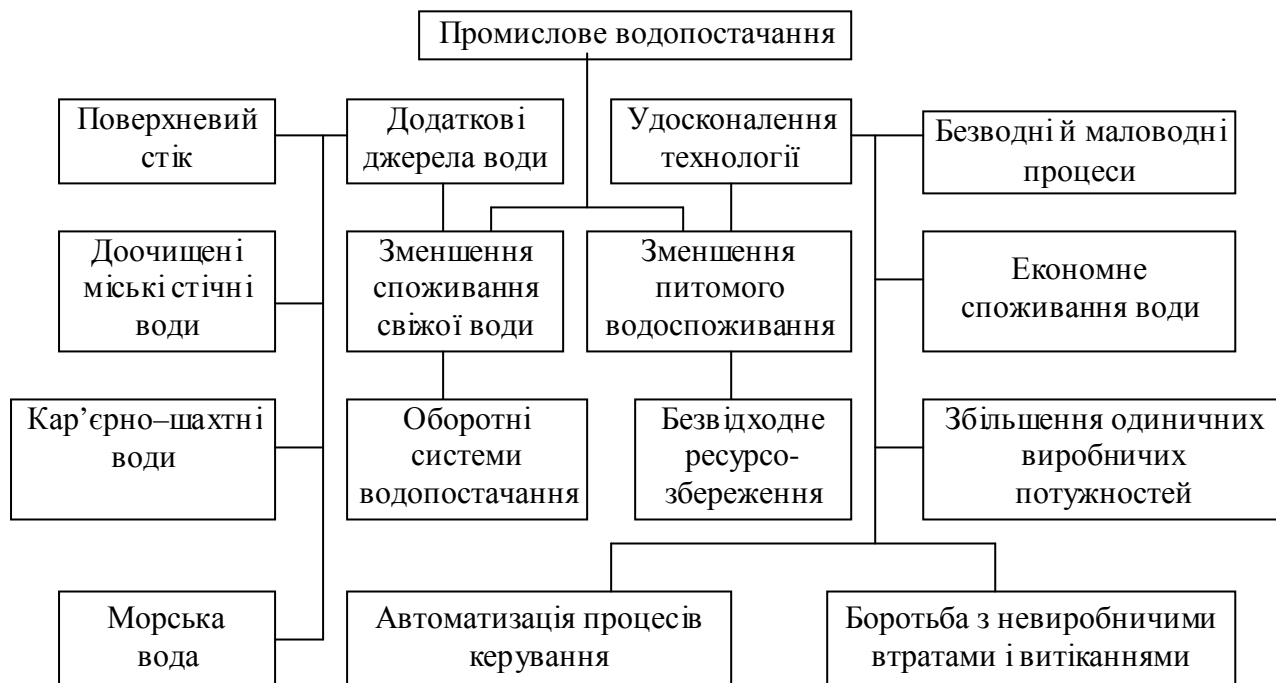 Промислове водопостачання
Поверхневий
стік
Додаткові
джерела води
Удосконалення
технології
Безводні й маловодні
процеси
Доочищені
міські стічні
води
Зменшення
споживання
свіжої води
Зменшення
питомого
водоспоживання
Економне
споживання води
Кар’єрно–шахтні
води
Оборотні
системи
водопостачання
Безвідходне
ресурсо-
збереження
Збільшення одиничних
виробничих
потужностей
Морська
вода
Автоматизація процесів
керування
Боротьба з невиробничими
втратами і витіканнями